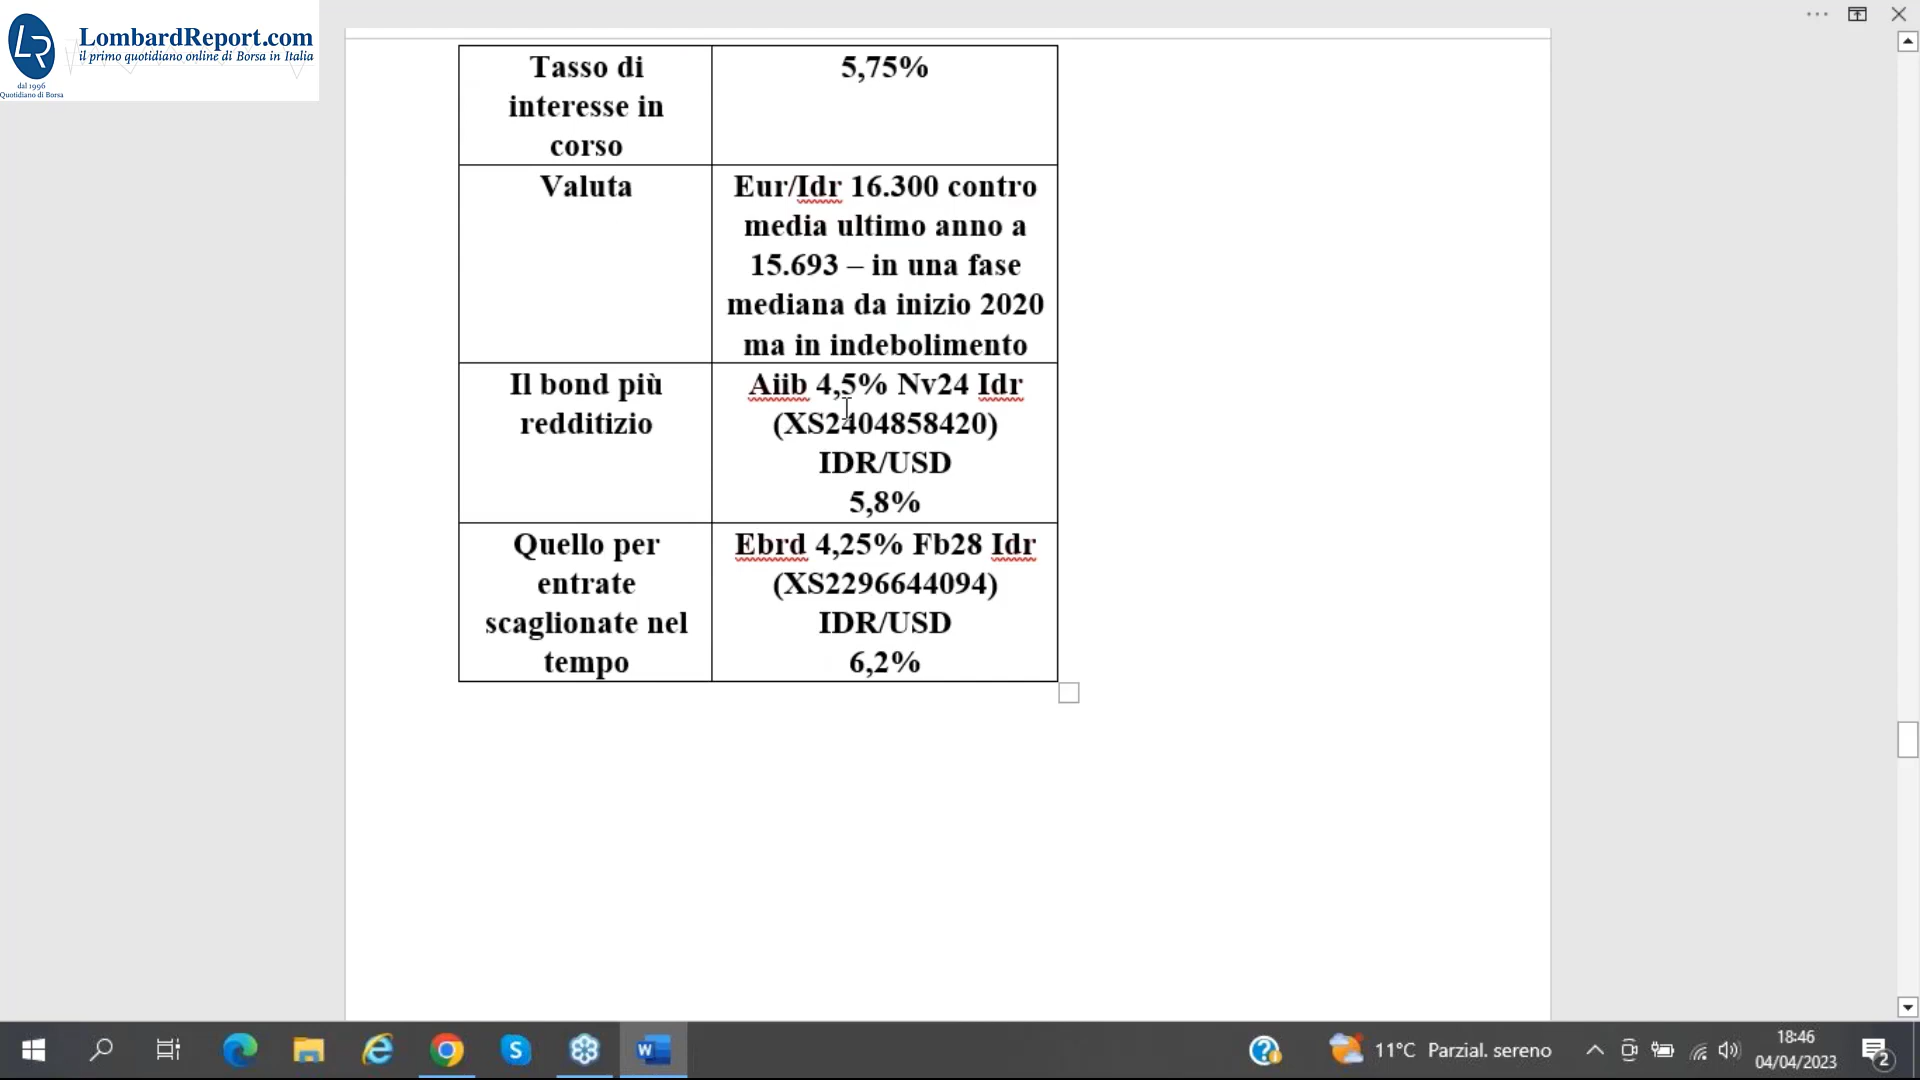 LR
LombardReport.com
il primo quotidiano online di Borsa in Italia
dal 1996
Quotidiano di Borsa
Tasso di
interesse in
corso
5,75%
Valuta
Eur/Idr 16.300 contro
media ultimo anno a
15.693 – in una fase
mediana da inizio 2020
ma in indebolimento
Il bond più
redditizio
Aiib 4,5% Nv24 Idr
(XS2404858420)
IDR/USD
5,8%
Quello per
entrate
scaglionate nel
tempo
Ebrd 4,25% Fb28 Idr
(XS2296644094)
IDR/USD
6,2%
11°C Parzial. sereno
18:46
04/04/2023
2